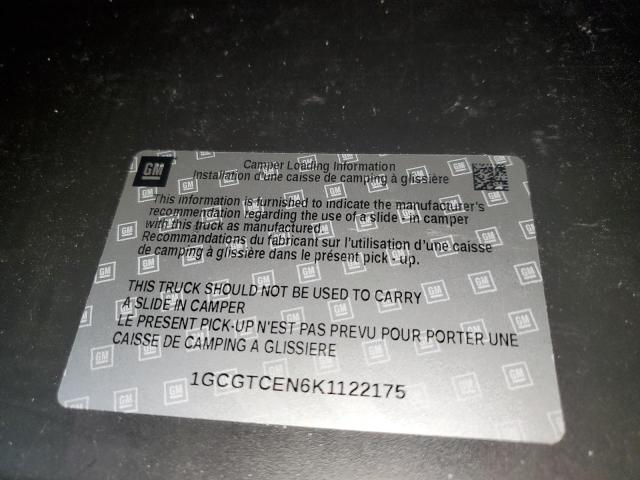 GM
Camper Loading Information
Installation d'une caisse de camping à glissière
This information is furnished to indicate the manufacturer's
recommendation regarding the use of a slide - in camper
with this truck as manufactured.
Recommandations du fabricant sur l'utilisation d'une caisse
de camping à glissière dans le présent pick - up.
THIS TRUCK SHOULD NOT BE USED TO CARRY
A SLIDE-IN CAMPER
LE PRESENT PICK-UP N'EST PAS PREVU POUR PORTER UNE
CAISSE DE CAMPING A GLISSIERE
1GCGTCEN6K1122175